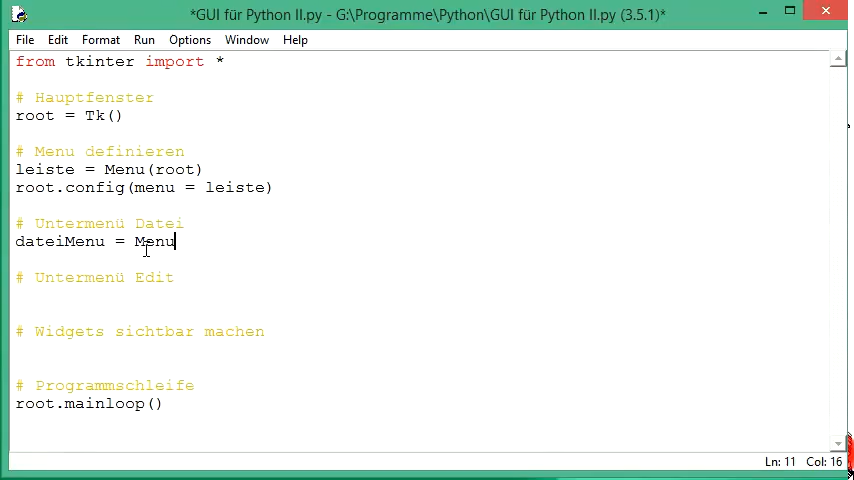 *GUI für Python II.py - G:\Programme\Python\GUI für Python II.py (3.5.1)*
File Edit Format Run Options Window Help
from tkinter import *
# Hauptfenster
root = Tk()
# Menu definieren
leiste = Menu(root)
root.config(menu = leiste)
# Untermenü Datei
dateiMenu = Menu
# Untermenü Edit
# Widgets sichtbar machen
# Programmschleife
root.mainloop()
Ln: 11 Col: 16